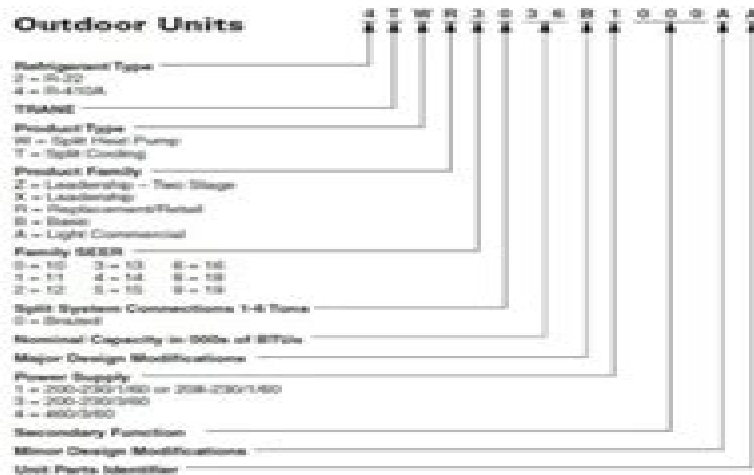 4 T W R 3 0 3 6 B 1 0 0 0 A A
Outdoor Units
Refrigerant Type
2 – R-22
4 – R-410A
TRANE
Product Type
W – Split Heat Pump
T – Split Cooling
Product Family
Z – Leadership – Two Stage
X – Leadership
R – Replacement/Retail
B – Basic
A – Light Commercial
Family SEER
0 – 10 3 – 13 6 – 16
1 – 11 4 – 14 8 – 18
2 – 12 5 – 15 9 – 19
Split System Connections 1-6 Tons
0 – Brazed
Nominal Capacity in 000s of BTUs
Major Design Modifications
Power Supply
1 – 200-230/1/60 or 208-230/1/60
3 – 200-230/3/60
4 – 460/3/60
Secondary Function
Minor Design Modifications
Unit Parts Identifier